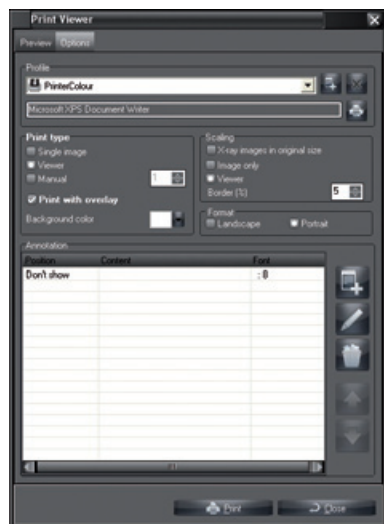 Print Viewer
Preview Options
Profile
PrinterColour
Microsoft XPS Document Writer
Print type
Single image
Viewer
Manual 1
Print with overlay
Background color
Scaling
X-ray images in original size
Image only
Viewer
Border (%) 5
Format
Landscape Portrait
Annotation
Position Content Font
Don't show : 0
Print Close